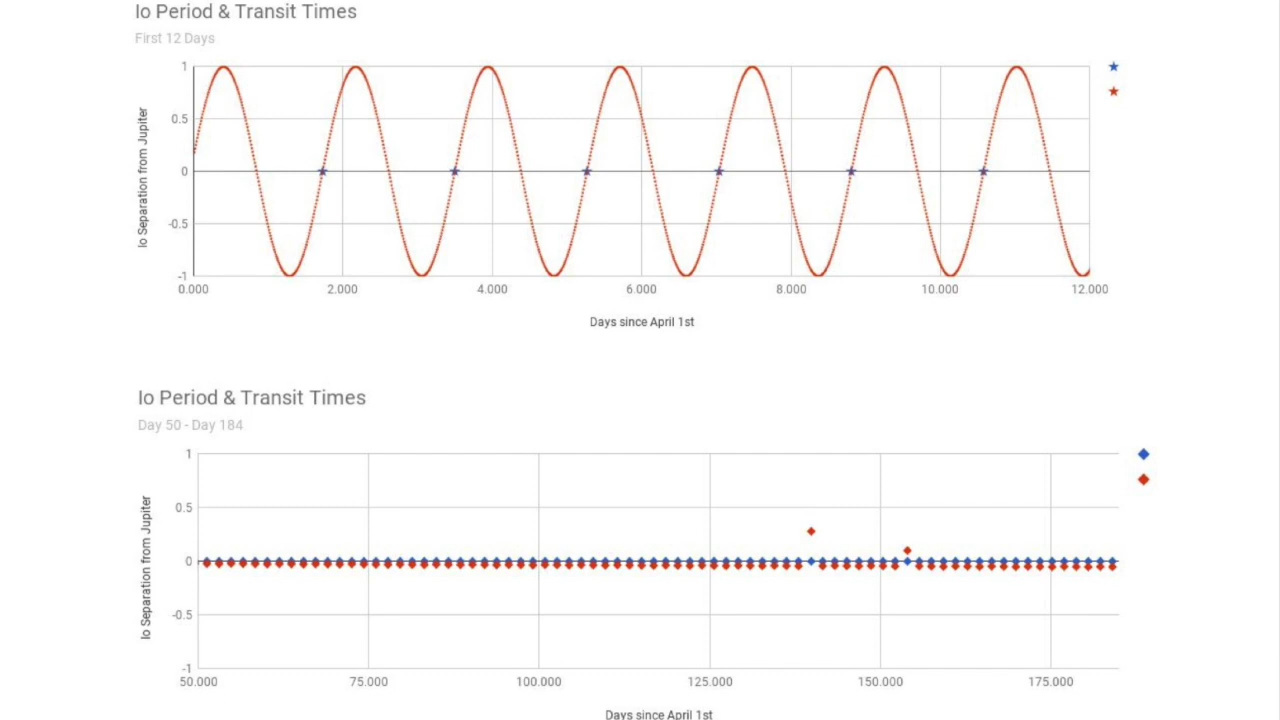 Io Period & Transit Times
First 12 Days
1
0.5
0
-0.5
-1
Io Separation from Jupiter
0.000 2.000 4.000 6.000 8.000 10.000 12.000
Days since April 1st
Io Period & Transit Times
Day 50 - Day 184
1
0.5
0
-0.5
-1
Io Separation from Jupiter
50.000 75.000 100.000 125.000 150.000 175.000
Days since April 1st